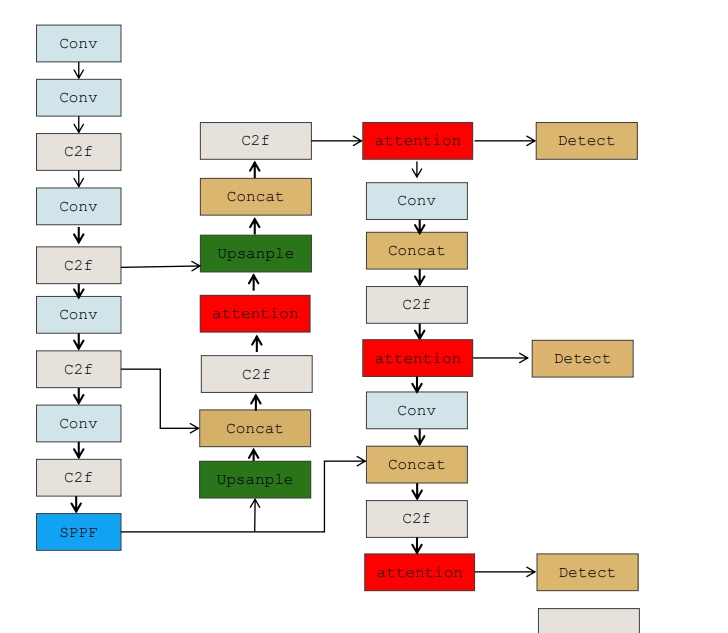 Conv
Conv
C2f
Conv
C2f
Conv
C2f
Conv
C2f
SPPF
C2f
Concat
Upsanple
attention
C2f
Concat
Upsanple
attention
Detect
Conv
Concat
C2f
attention
Detect
Conv
Concat
C2f
attention
Detect